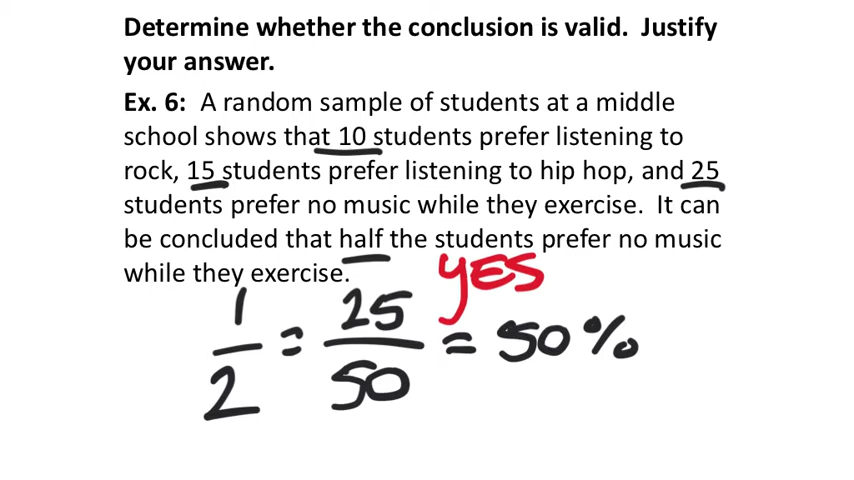 Determine whether the conclusion is valid. Justify
your answer.
Ex. 6: A random sample of students at a middle
school shows that 10 students prefer listening to
rock, 15 students prefer listening to hip hop, and 25
students prefer no music while they exercise. It can
be concluded that half the students prefer no music
while they exercise.
YES
1/2 = 25/50 = 50%